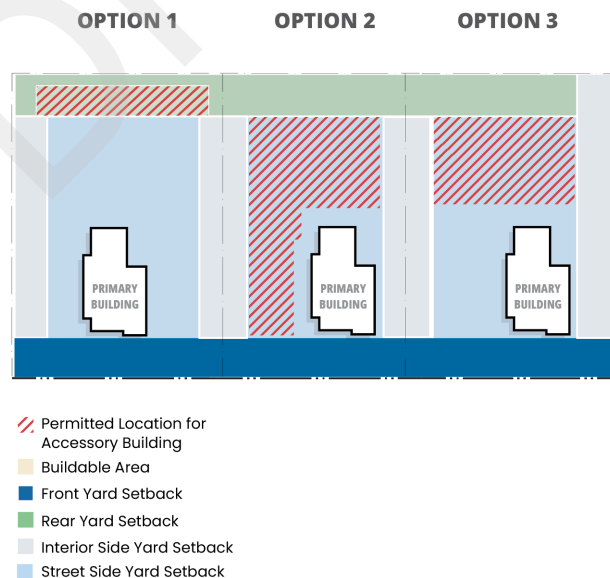 OPTION 1
OPTION 2
OPTION 3
PRIMARY
BUILDING
PRIMARY
BUILDING
PRIMARY
BUILDING
Permitted Location for
Accessory Building
Buildable Area
Front Yard Setback
Rear Yard Setback
Interior Side Yard Setback
Street Side Yard Setback